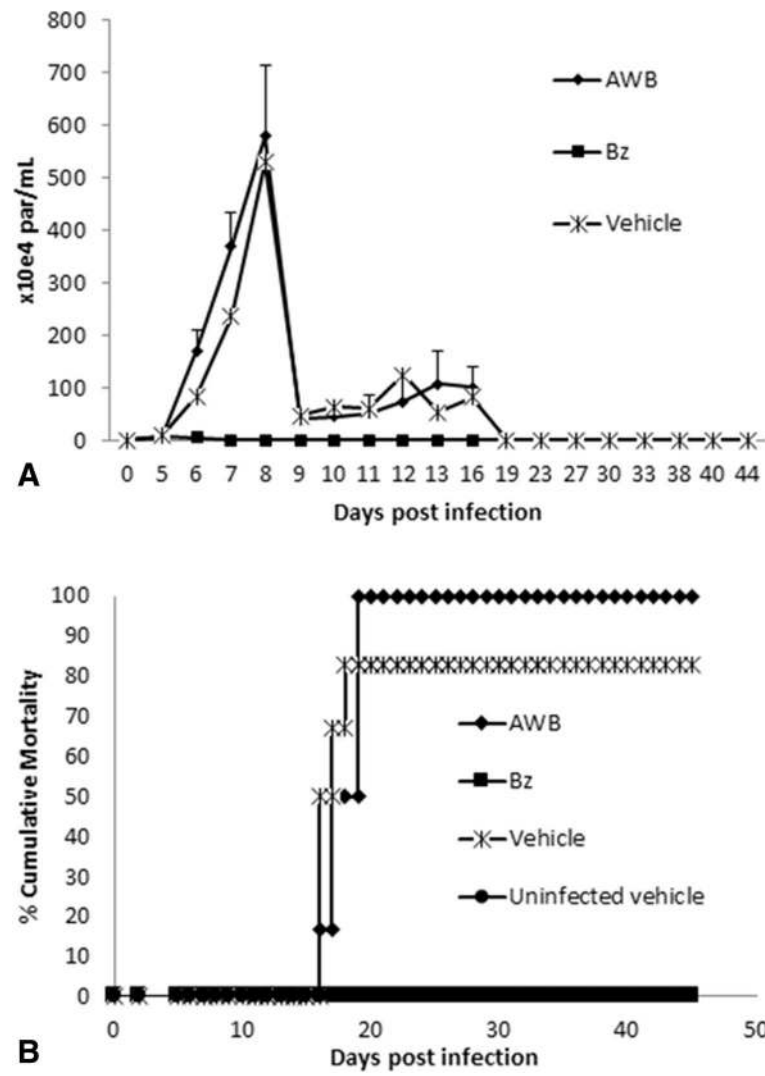 800
700
600
500
400
300
200
100
0
x10e4 par/mL
AWB
Bz
Vehicle
0 5 6 7 8 9 10 11 12 13 16 19 23 27 30 33 38 40 44
Days post infection
A
100
90
80
70
60
50
40
30
20
10
0
% Cumulative Mortality
AWB
Bz
Vehicle
Uninfected vehicle
0 10 20 30 40 50
Days post infection
B